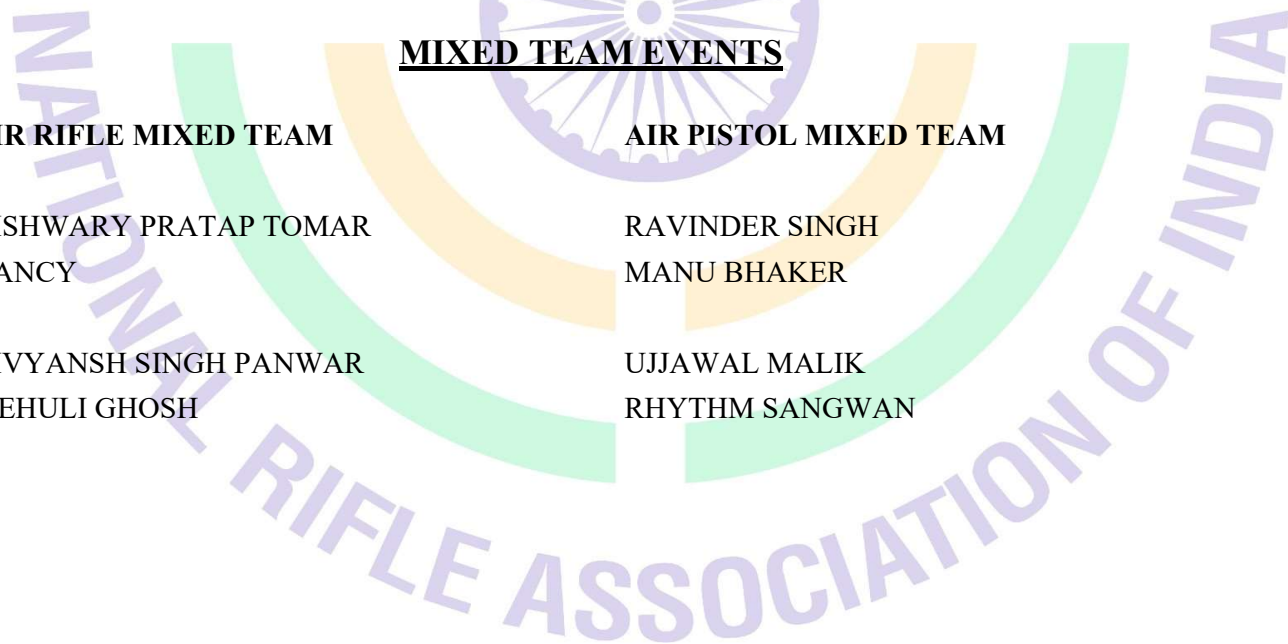 MIXED TEAM EVENTS
IR RIFLE MIXED TEAM
ISHWARY PRATAP TOMAR
ANCY
IVYANSH SINGH PANWAR
EHULI GHOSH
AIR PISTOL MIXED TEAM
RAVINDER SINGH
MANU BHAKER
UJJAWAL MALIK
RHYTHM SANGWAN
NATIONAL RIFLE ASSOCIATION OF INDIA